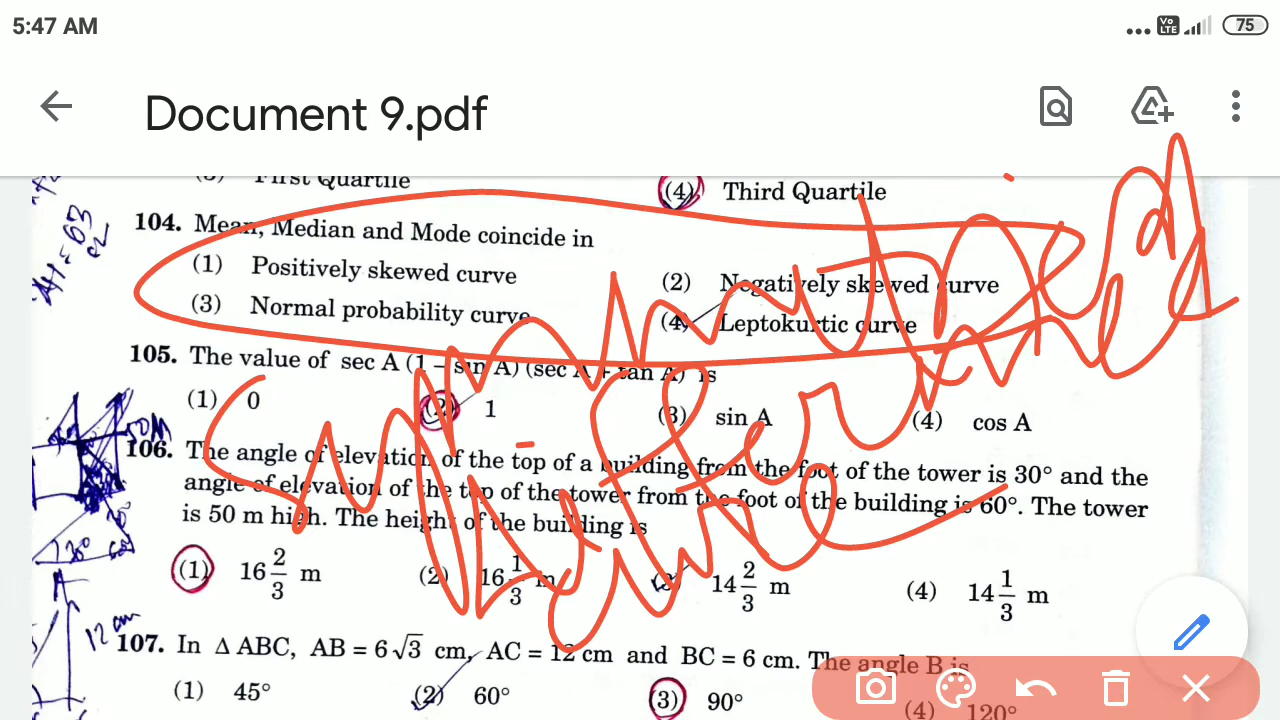 5:47 AM
Vo LTE 75
Document 9.pdf
(3) First Quartile (4) Third Quartile
104. Mean, Median and Mode coincide in
(1) Positively skewed curve (2) Negatively skewed curve
(3) Normal probability curve (4) Leptokurtic curve
105. The value of sec A (1 – sin A) (sec A + tan A) is
(1) 0 (2) 1 (3) sin A (4) cos A
106. The angle of elevation of the top of a building from the foot of the tower is 30° and the
angle of elevation of the top of the tower from the foot of the building is 60°. The tower
is 50 m high. The height of the building is
(1) 16 2/3 m (2) 16 1/3 m (3) 14 2/3 m (4) 14 1/3 m
12 cm
107. In Δ ABC, AB = 6√3 cm, AC = 12 cm and BC = 6 cm. The angle B is
(1) 45° (2) 60° (3) 90° (4) 120°